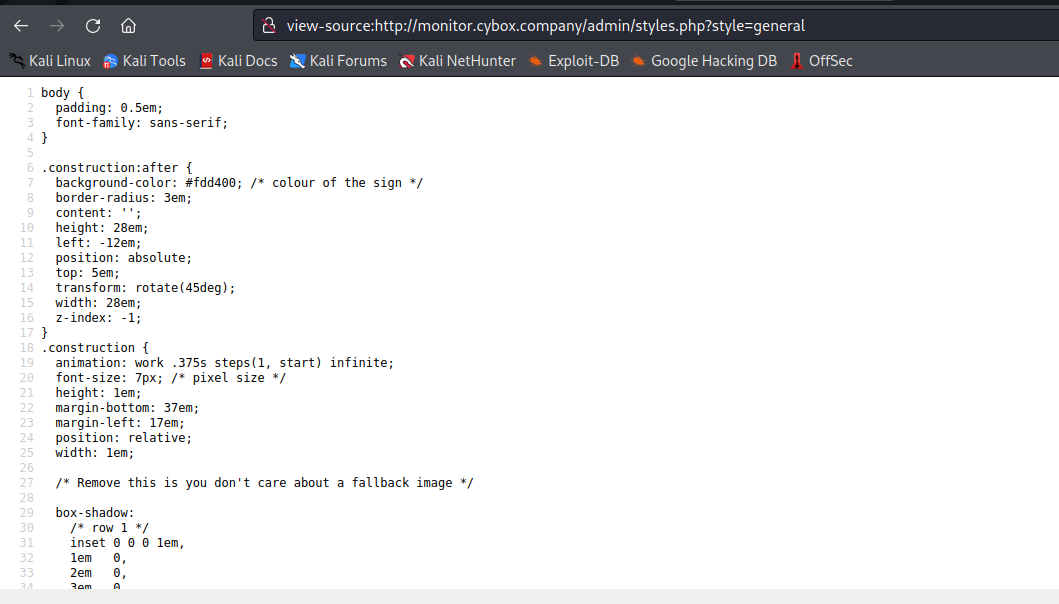 view-source:http://monitor.cybox.company/admin/styles.php?style=general
Kali Linux Kali Tools Kali Docs Kali Forums Kali NetHunter Exploit-DB Google Hacking DB OffSec
1 body {
2   padding: 0.5em;
3   font-family: sans-serif;
4 }
5
6 .construction:after {
7   background-color: #fdd400; /* colour of the sign */
8   border-radius: 3em;
9   content: '';
10   height: 28em;
11   left: -12em;
12   position: absolute;
13   top: 5em;
14   transform: rotate(45deg);
15   width: 28em;
16   z-index: -1;
17 }
18 .construction {
19   animation: work .375s steps(1, start) infinite;
20   font-size: 7px; /* pixel size */
21   height: 1em;
22   margin-bottom: 37em;
23   margin-left: 17em;
24   position: relative;
25   width: 1em;
26
27   /* Remove this is you don't care about a fallback image */
28
29   box-shadow:
30     /* row 1 */
31     inset 0 0 0 1em,
32     1em   0,
33     2em   0,
34     3em   0